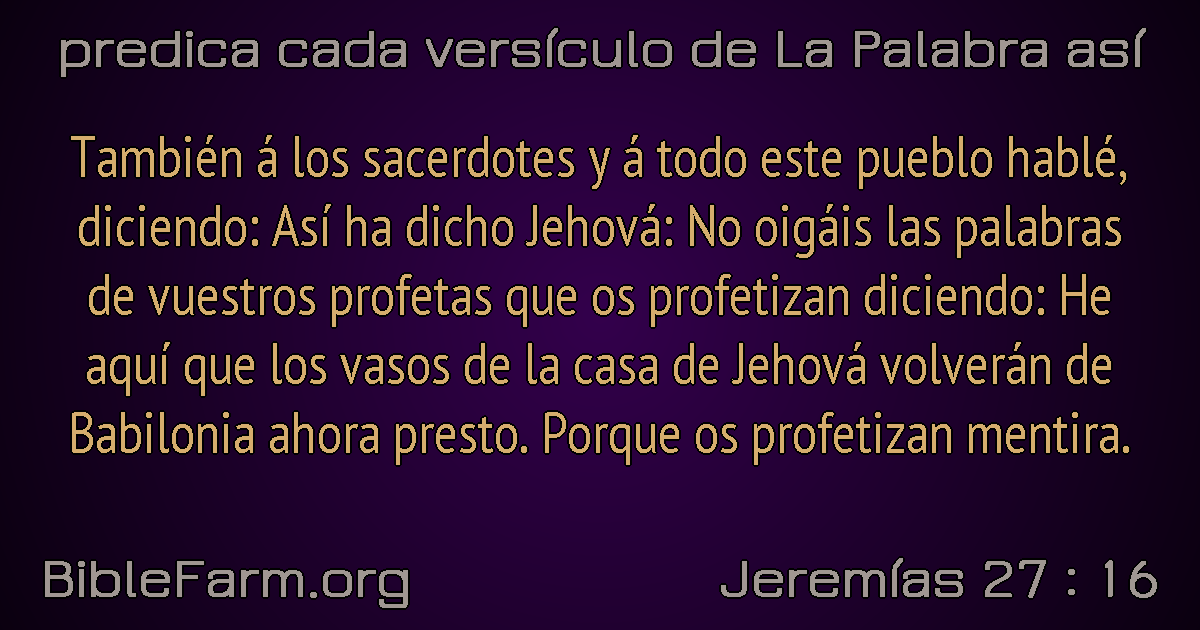 predica cada versículo de La Palabra así
También á los sacerdotes y á todo este pueblo hablé,
diciendo: Así ha dicho Jehová: No oigáis las palabras
de vuestros profetas que os profetizan diciendo: He
aquí que los vasos de la casa de Jehová volverán de
Babilonia ahora presto. Porque os profetizan mentira.
BibleFarm.org
Jeremías 27 : 16